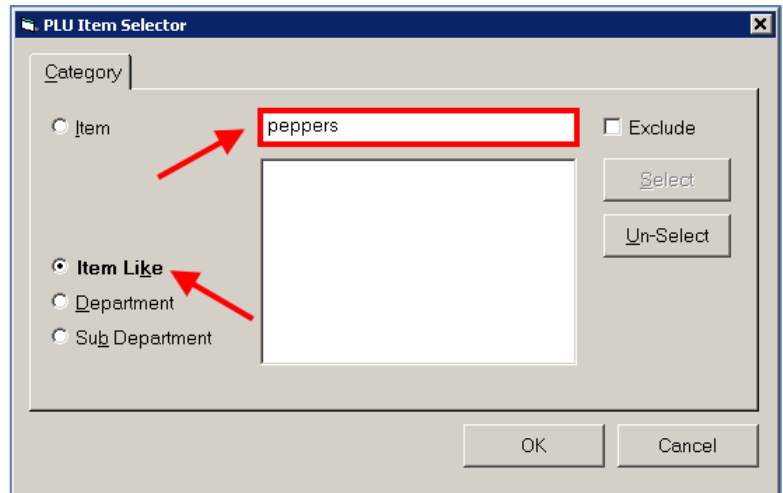 PLU Item Selector
Category
Item
peppers
Exclude
Select
Un-Select
Item Like
Department
Sub Department
OK
Cancel